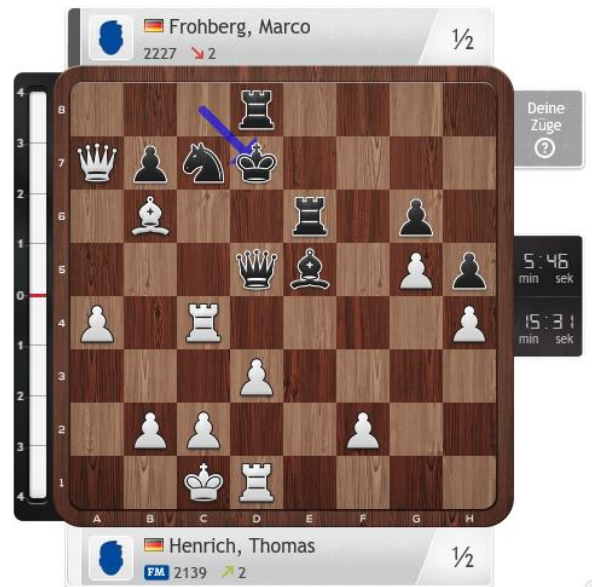 Frohberg, Marco ½
2227 2
4 8
3 7
2 6
1 5
0 4
1 3
2
3 2
4 1
A B C D E F G H
Deine
Züge
?
5:46
min sek
15:31
min sek
Henrich, Thomas ½
FM 2139 2